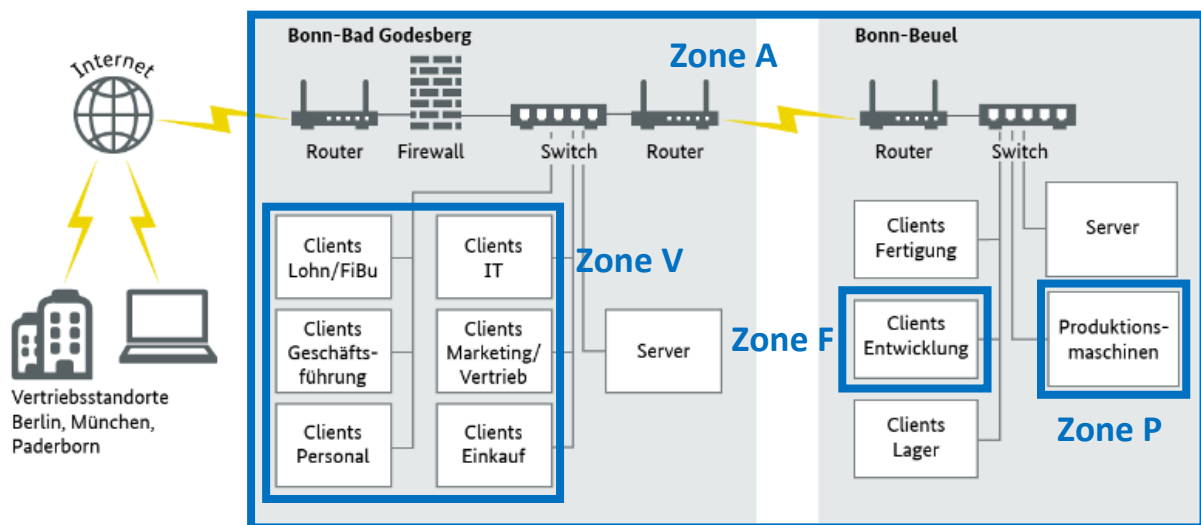 Internet
Vertriebsstandorte
Berlin, München,
Paderborn
Bonn-Bad Godesberg
Zone A
Router
Firewall
Switch
Router
Clients
Lohn/FiBu
Clients
IT
Zone V
Clients
Geschäfts-
führung
Clients
Marketing/
Vertrieb
Server
Clients
Personal
Clients
Einkauf
Bonn-Beuel
Router
Switch
Clients
Fertigung
Server
Zone F
Clients
Entwicklung
Produktions-
maschinen
Clients
Lager
Zone P